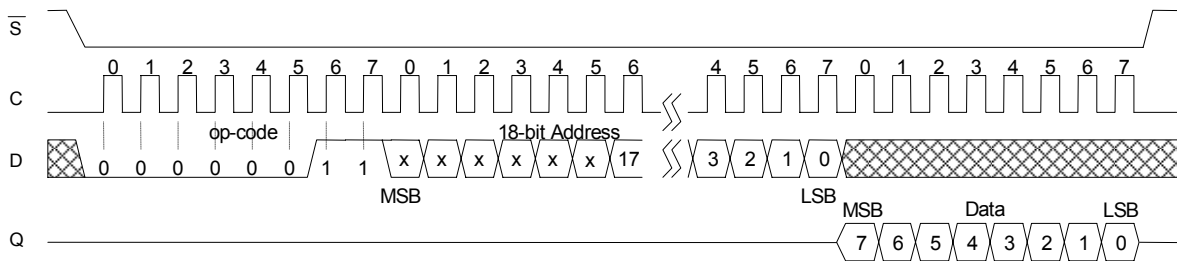 S
0 1 2 3 4 5 6 7 0 1 2 3 4 5 6 4 5 6 7 0 1 2 3 4 5 6 7
C
op-code 18-bit Address
D 0 0 0 0 0 0 1 1 x x x x x x 17 3 2 1 0
MSB LSB MSB Data LSB
Q 7 6 5 4 3 2 1 0